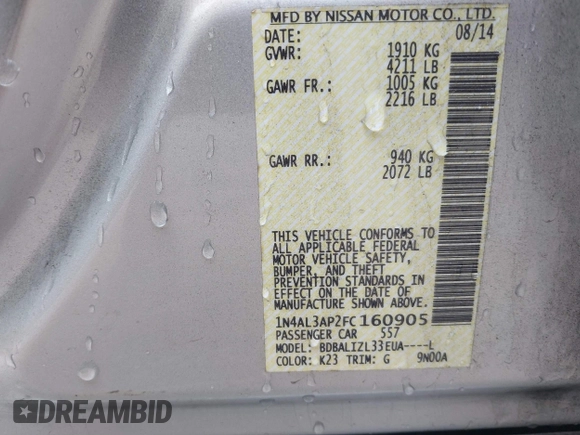 MFD BY NISSAN MOTOR CO., LTD.
DATE: 08/14
GVWR: 1910 KG
4211 LB
GAWR FR.: 1005 KG
2216 LB
GAWR RR.: 940 KG
2072 LB
THIS VEHICLE CONFORMS TO
ALL APPLICABLE FEDERAL
MOTOR VEHICLE SAFETY,
BUMPER, AND THEFT
PREVENTION STANDARDS IN
EFFECT ON THE DATE OF
MANUFACTURE SHOWN ABOVE.
1N4AL3AP2FC160905
PASSENGER CAR 557
MODEL: BDBALIZL33EUA----L
COLOR: K23 TRIM: G 9N00A
AUTOBIDCAR